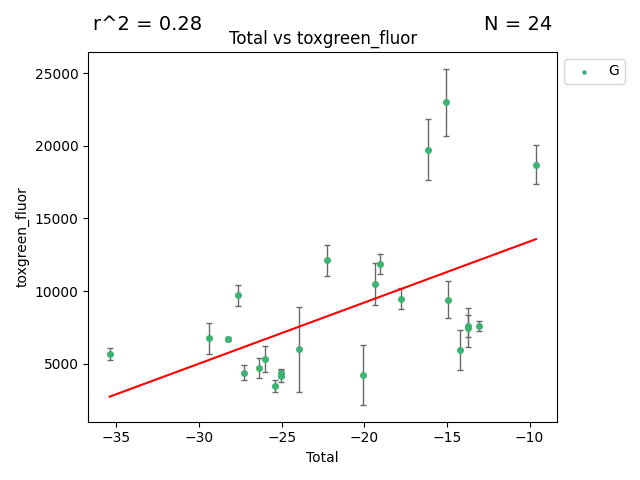 r^2 = 0.28
N = 24
Total vs toxgreen_fluor
G
25000
20000
15000
10000
5000
toxgreen_fluor
−35
−30
−25
−20
−15
−10
Total